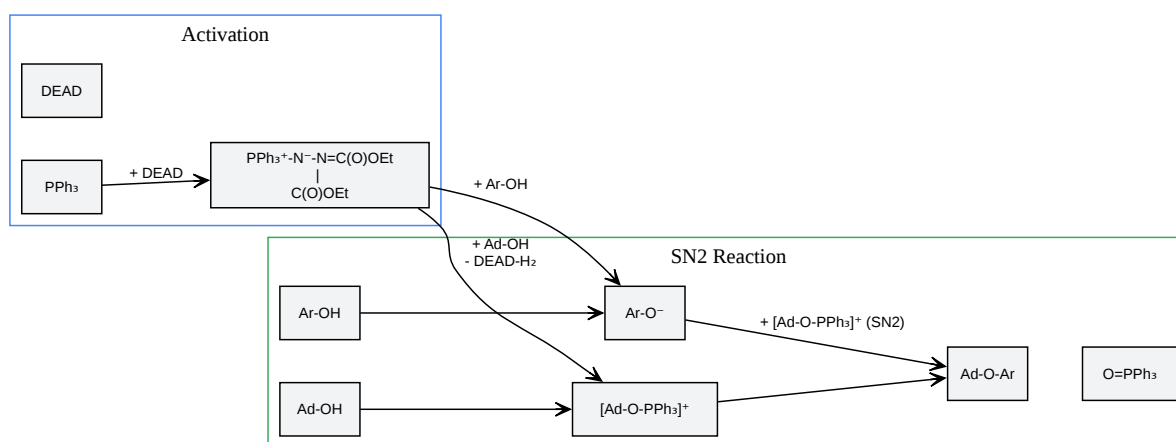 Activation
DEAD
PPh₃
+ DEAD
PPh₃⁺-N⁻-N=C(O)OEt
|
C(O)OEt
+ Ar-OH
+ Ad-OH
- DEAD-H₂
SN2 Reaction
Ar-OH
Ar-O⁻
+ [Ad-O-PPh₃]⁺ (SN2)
Ad-OH
[Ad-O-PPh₃]⁺
Ad-O-Ar
O=PPh₃